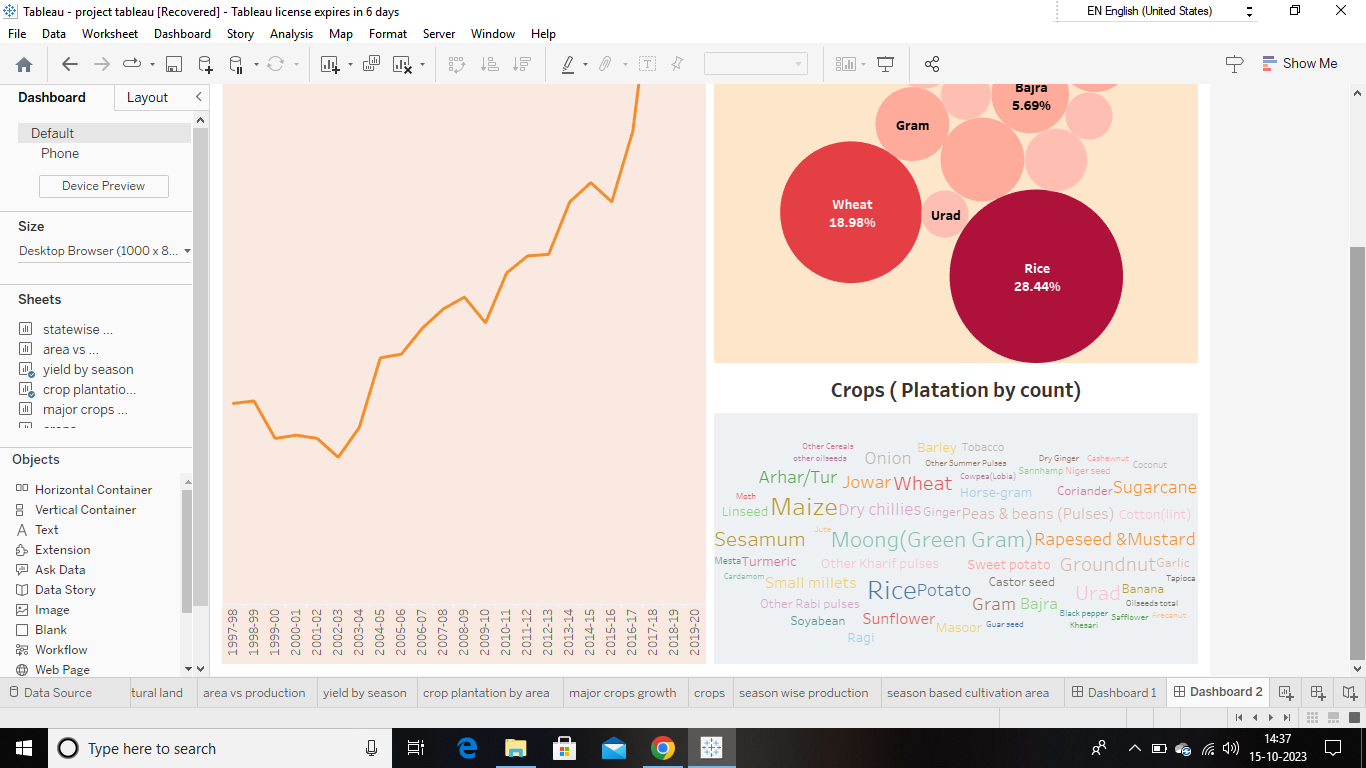 Tableau - project tableau [Recovered] - Tableau license expires in 6 days
EN English (United States)
File Data Worksheet Dashboard Story Analysis Map Format Server Window Help
Show Me
Dashboard Layout
Default
Phone
Device Preview
Size
Desktop Browser (1000 x 8...
Sheets
statewise ...
area vs ...
yield by season
crop plantatio...
major crops ...
Objects
Horizontal Container
Vertical Container
Text
Extension
Ask Data
Data Story
Image
Blank
Workflow
Web Page
1997-98
1998-99
1999-00
2000-01
2001-02
2002-03
2003-04
2004-05
2005-06
2006-07
2007-08
2008-09
2009-10
2010-11
2011-12
2012-13
2013-14
2014-15
2015-16
2016-17
2017-18
2018-19
2019-20
Bajra
5.69%
Gram
Wheat
18.98%
Urad
Rice
28.44%
Crops ( Platation by count)
Other Cereals
Barley Tobacco
other oilseeds Onion Other Summer Pulses Dry Ginger Cashewnut
Arhar/Tur Jowar Wheat Cowpea(Lobia) Sannhamp Niger seed Coconut
Moth Horse-gram Coriander Sugarcane
Linseed Maize Dry chillies Ginger Peas & beans (Pulses) Cotton(lint)
Jute
Sesamum Moong(Green Gram) Rapeseed &Mustard
Mesta Turmeric Other Kharif pulses Sweet potato Groundnut Garlic
Cardamom Small millets Rice Potato Castor seed Urad Banana Tapioca
Other Rabi pulses Gram Bajra Oilseeds total
Soyabean Sunflower Masoor Guar seed Black pepper Safflower Arecanut
Khesari
Ragi
Data Source tural land area vs production yield by season crop plantation by area major crops growth crops season wise production season based cultivation area Dashboard 1 Dashboard 2
Type here to search
14:37
15-10-2023